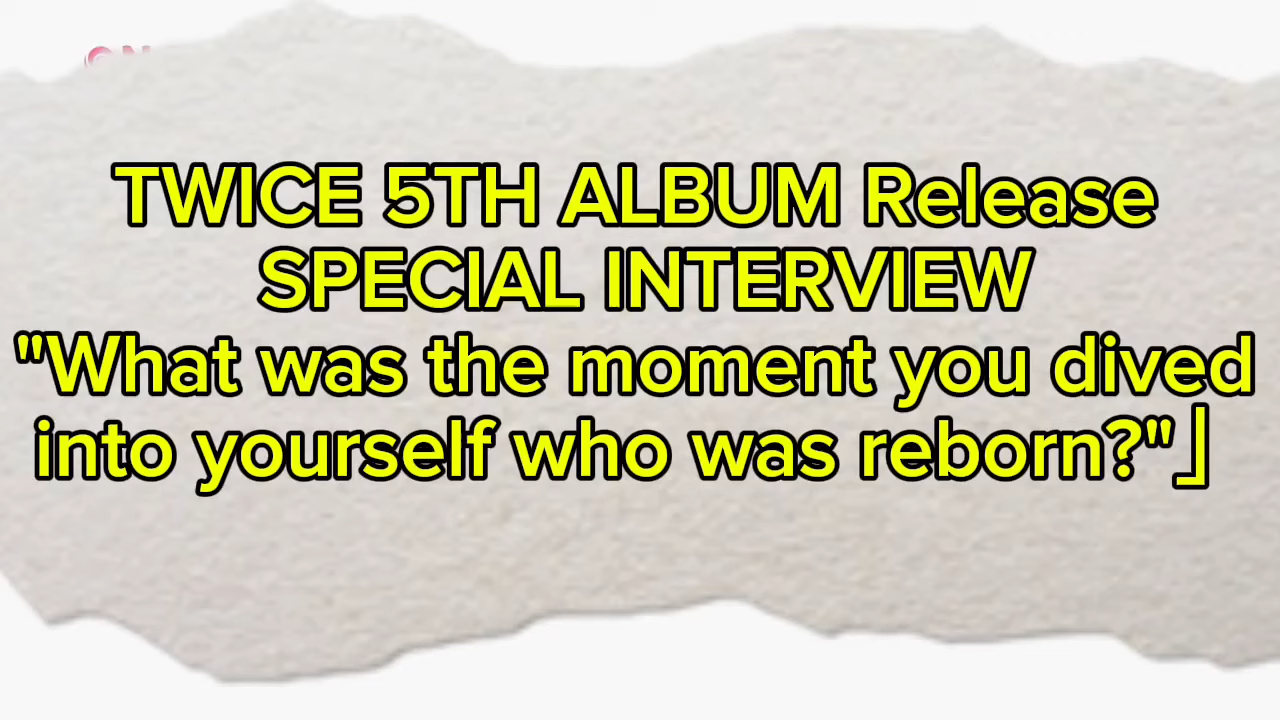 TWICE 5TH ALBUM Release
SPECIAL INTERVIEW
"What was the moment you dived
into yourself who was reborn?"」